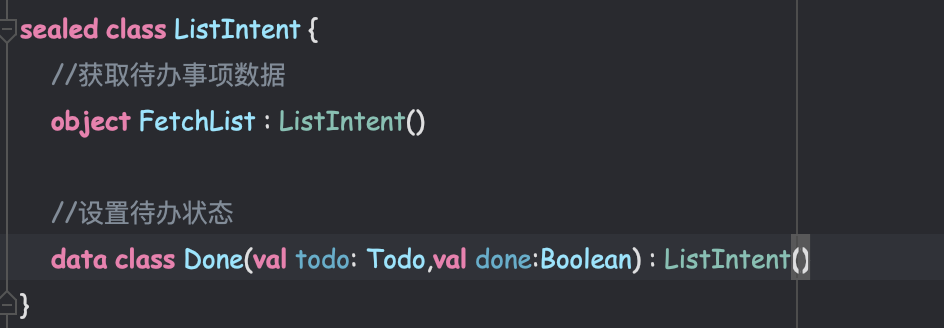 sealed class ListIntent {
//获取待办事项数据
object FetchList : ListIntent()
//设置待办状态
data class Done(val todo: Todo,val done:Boolean) : ListIntent()
}